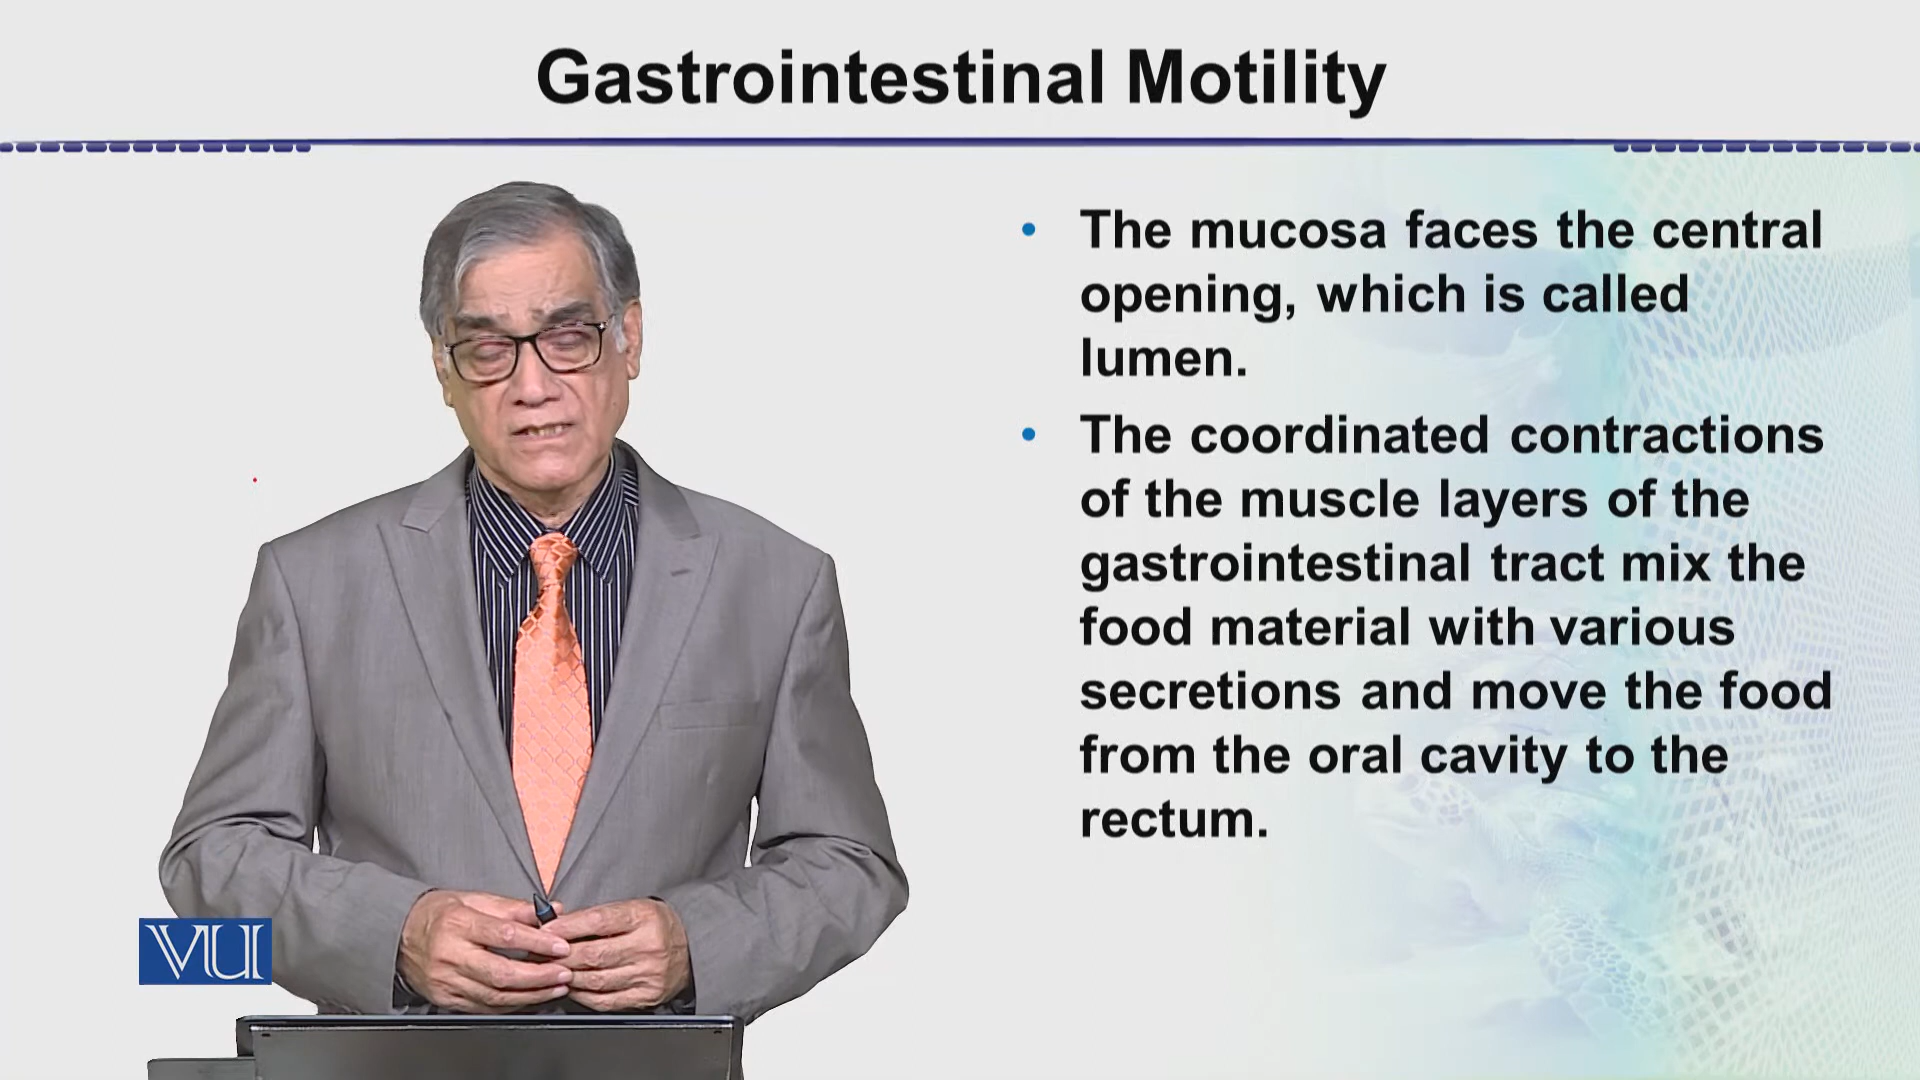 Gastrointestinal Motility
• The mucosa faces the central
opening, which is called
lumen.
• The coordinated contractions
of the muscle layers of the
gastrointestinal tract mix the
food material with various
secretions and move the food
from the oral cavity to the
rectum.
VU